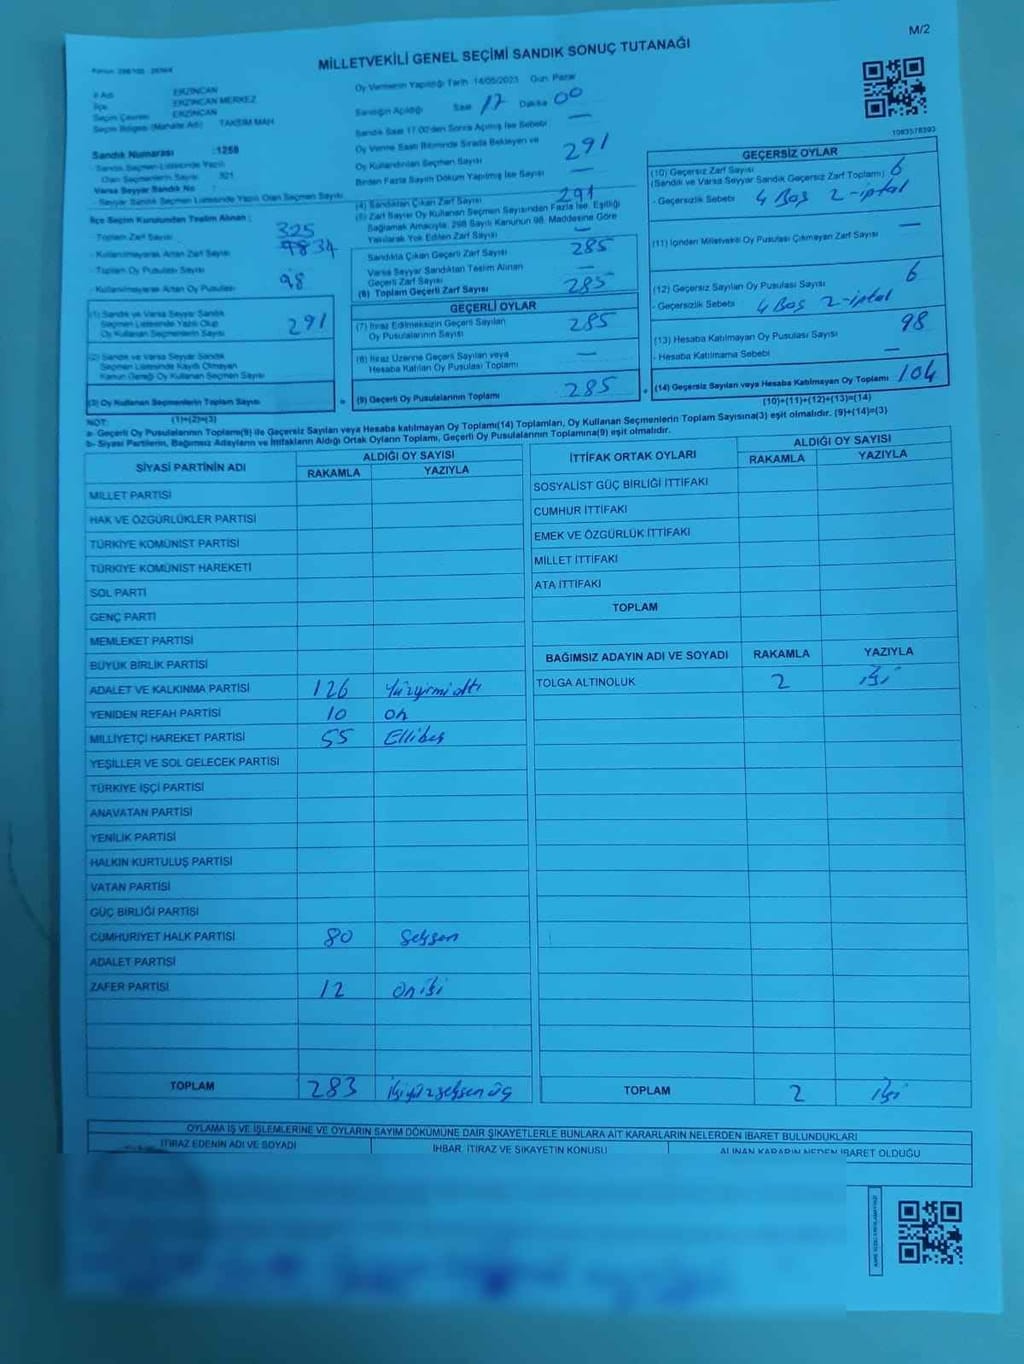 M/2
MİLLETVEKİLİ GENEL SEÇİMİ SANDIK SONUÇ TUTANAĞI
İl Adı ERZİNCAN
İlçe ERZİNCAN MERKEZ
Seçim Çevresi ERZİNCAN
Seçim Bölgesi (Mahalle Adı) TAKSİM MAH
Sandık Numarası :1258
Sandık Seçmen Listesinde Yazılı
Olan Seçmenlerin Sayısı 321
Varsa Seyyar Sandık No :
Seyyar Sandık Seçmen Listesinde Yazılı Olan Seçmen Sayısı
İlçe Seçim Kurulundan Teslim Alınan :
- Toplam Zarf Sayısı 325
- Kullanılmayarak Artan Zarf Sayısı 34
- Toplam Oy Pusulası Sayısı
- Kullanılmayarak Artan Oy Pusulası 98
(1) Sandık ve Varsa Seyyar Sandık
Seçmen Listesinde Yazılı Olup
Oy Kullanan Seçmenlerin Sayısı 291
(2) Sandık ve Varsa Seyyar Sandık
Seçmen Listesinde Kayıtlı Olmayan
Kanun Gereği Oy Kullanan Seçmen Sayısı
(3) Oy Kullanan Seçmenlerin Toplam Sayısı
(1)+(2)=(3)
Oy Vermenin Yapıldığı Tarih 14/05/2023 Gün: Pazar
Sandığın Açıldığı Saat 17 Dakika 00
Sandık Saat 17:00'den Sonra Açılmış İse Sebebi —
Oy Verme Saati Bitiminde Sırada Bekleyen ve
Oy Kullandırılan Seçmen Sayısı 291
Birden Fazla Sayım Döküm Yapılmış İse Sayısı —
(4) Sandıktan Çıkan Zarf Sayısı 291
(5) Zarf Sayısı Oy Kullanan Seçmen Sayısından Fazla İse, Eşitliği
Sağlamak Amacıyla; 298 Sayılı Kanunun 98. Maddesine Göre
Yakılarak Yok Edilen Zarf Sayısı —
Sandıkta Çıkan Geçerli Zarf Sayısı 285
Varsa Seyyar Sandıktan Teslim Alınan
Geçerli Zarf Sayısı —
(6) Toplam Geçerli Zarf Sayısı 285
GEÇERLİ OYLAR
(7) İtiraz Edilmeksizin Geçerli Sayılan
Oy Pusulalarının Sayısı 285
(8) İtiraz Üzerine Geçerli Sayılan veya
Hesaba Katılan Oy Pusulası Toplamı —
(9) Geçerli Oy Pusulalarının Toplamı 285
1083578393
GEÇERSİZ OYLAR
(10) Geçersiz Zarf Sayısı 6
(Sandık ve Varsa Seyyar Sandık Geçersiz Zarf Toplamı)
- Geçersizlik Sebebi 4 Boş 2-iptal
(11) İçinden Milletvekili Oy Pusulası Çıkmayan Zarf Sayısı —
(12) Geçersiz Sayılan Oy Pusulası Sayısı 6
- Geçersizlik Sebebi 4 Boş 2-iptal
(13) Hesaba Katılmayan Oy Pusulası Sayısı 98
- Hesaba Katılmama Sebebi —
(14) Geçersiz Sayılan veya Hesaba Katılmayan Oy Toplamı 104
(10)+(11)+(12)+(13)=(14)
NOT:
a- Geçerli Oy Pusulalarının Toplamı(9) ile Geçersiz Sayılan veya Hesaba katılmayan Oy Toplamı(14) Toplamları, Oy Kullanan Seçmenlerin Toplam Sayısına(3) eşit olmalıdır. (9)+(14)=(3)
b- Siyasi Partilerin, Bağımsız Adayların ve İttifakların Aldığı Ortak Oyların Toplamı, Geçerli Oy Pusulalarının Toplamına(9) eşit olmalıdır.
SİYASİ PARTİNİN ADI
ALDIĞI OY SAYISI
RAKAMLA YAZIYLA
MİLLET PARTİSİ
HAK VE ÖZGÜRLÜKLER PARTİSİ
TÜRKİYE KOMÜNİST PARTİSİ
TÜRKİYE KOMÜNİST HAREKETİ
SOL PARTİ
GENÇ PARTİ
MEMLEKET PARTİSİ
BÜYÜK BİRLİK PARTİSİ
ADALET VE KALKINMA PARTİSİ 126 Yüzyirmialtı
YENİDEN REFAH PARTİSİ 10 On
MİLLİYETÇİ HAREKET PARTİSİ 55 Ellibeş
YEŞİLLER VE SOL GELECEK PARTİSİ
TÜRKİYE İŞÇİ PARTİSİ
ANAVATAN PARTİSİ
YENİLİK PARTİSİ
HALKIN KURTULUŞ PARTİSİ
VATAN PARTİSİ
GÜÇ BİRLİĞİ PARTİSİ
CUMHURİYET HALK PARTİSİ 80 Seksen
ADALET PARTİSİ
ZAFER PARTİSİ 12 Oniki
TOPLAM 283 İkiyüzseksenüç
İTTİFAK ORTAK OYLARI
ALDIĞI OY SAYISI
RAKAMLA YAZIYLA
SOSYALİST GÜÇ BİRLİĞİ İTTİFAKI
CUMHUR İTTİFAKI
EMEK VE ÖZGÜRLÜK İTTİFAKI
MİLLET İTTİFAKI
ATA İTTİFAKI
TOPLAM
BAĞIMSIZ ADAYIN ADI VE SOYADI RAKAMLA YAZIYLA
TOLGA ALTINOLUK 2 iki
TOPLAM 2 iki
OYLAMA İŞ VE İŞLEMLERİNE VE OYLARIN SAYIM DÖKÜMÜNE DAİR ŞİKAYETLERLE BUNLARA AİT KARARLARIN NELERDEN İBARET BULUNDUKLARI
İTİRAZ EDENİN ADI VE SOYADI
İHBAR, İTİRAZ VE ŞİKAYETİN KONUSU
ALINAN KARARIN NEDEN İBARET OLDUĞU